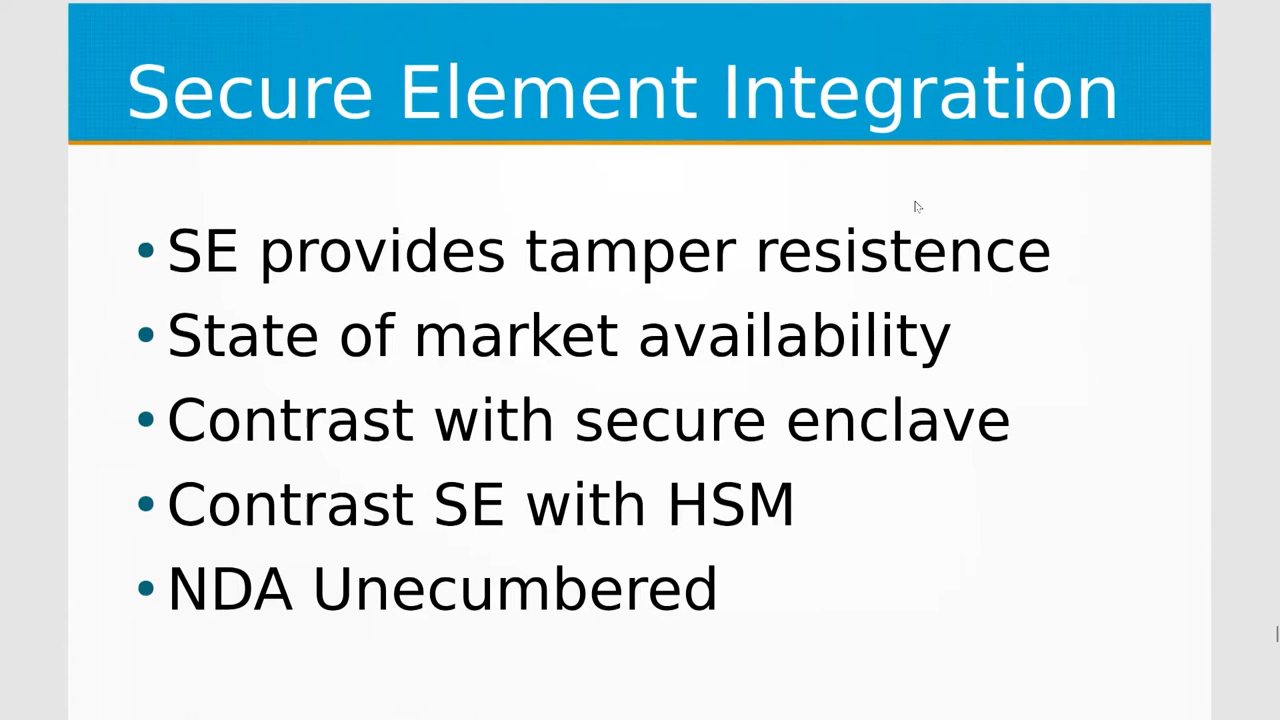 Secure Element Integration
• SE provides tamper resistence
• State of market availability
• Contrast with secure enclave
• Contrast SE with HSM
• NDA Unecumbered